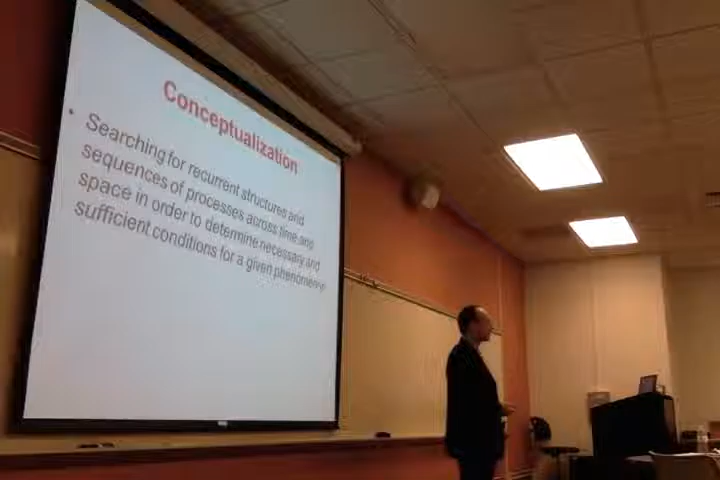 Conceptualization
• Searching for recurrent structures and
sequences of processes across time and
space in order to determine necessary and
sufficient conditions for a given phenomenon